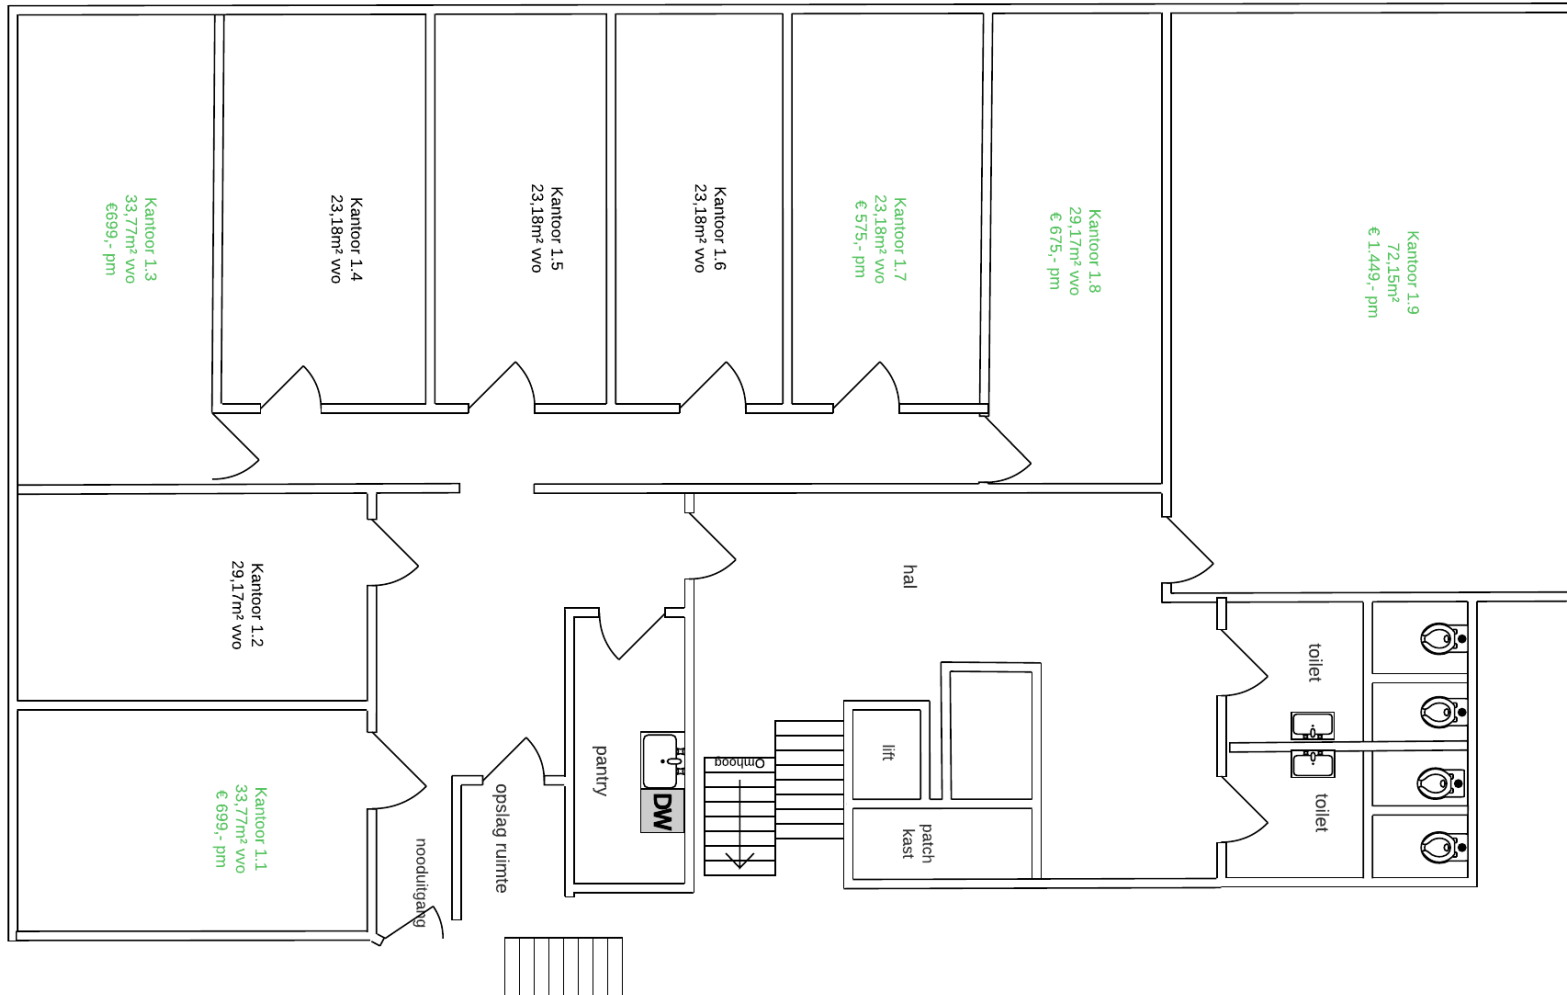 Kantoor 1.3
33,77m² vvo
€699,- pm
Kantoor 1.4
23,18m² vvo
Kantoor 1.5
23,18m² vvo
Kantoor 1.6
23,18m² vvo
Kantoor 1.7
23,18m² vvo
€ 575,- pm
Kantoor 1.8
29,17m² vvo
€ 675,- pm
Kantoor 1.9
72,15m²
€ 1.449,- pm
Kantoor 1.2
29,17m² vvo
hal
toilet
Kantoor 1.1
33,77m² vvo
€ 699,- pm
nooduitgang
opslag ruimte
pantry
DW
Omhoog
lift
patch
kast
toilet